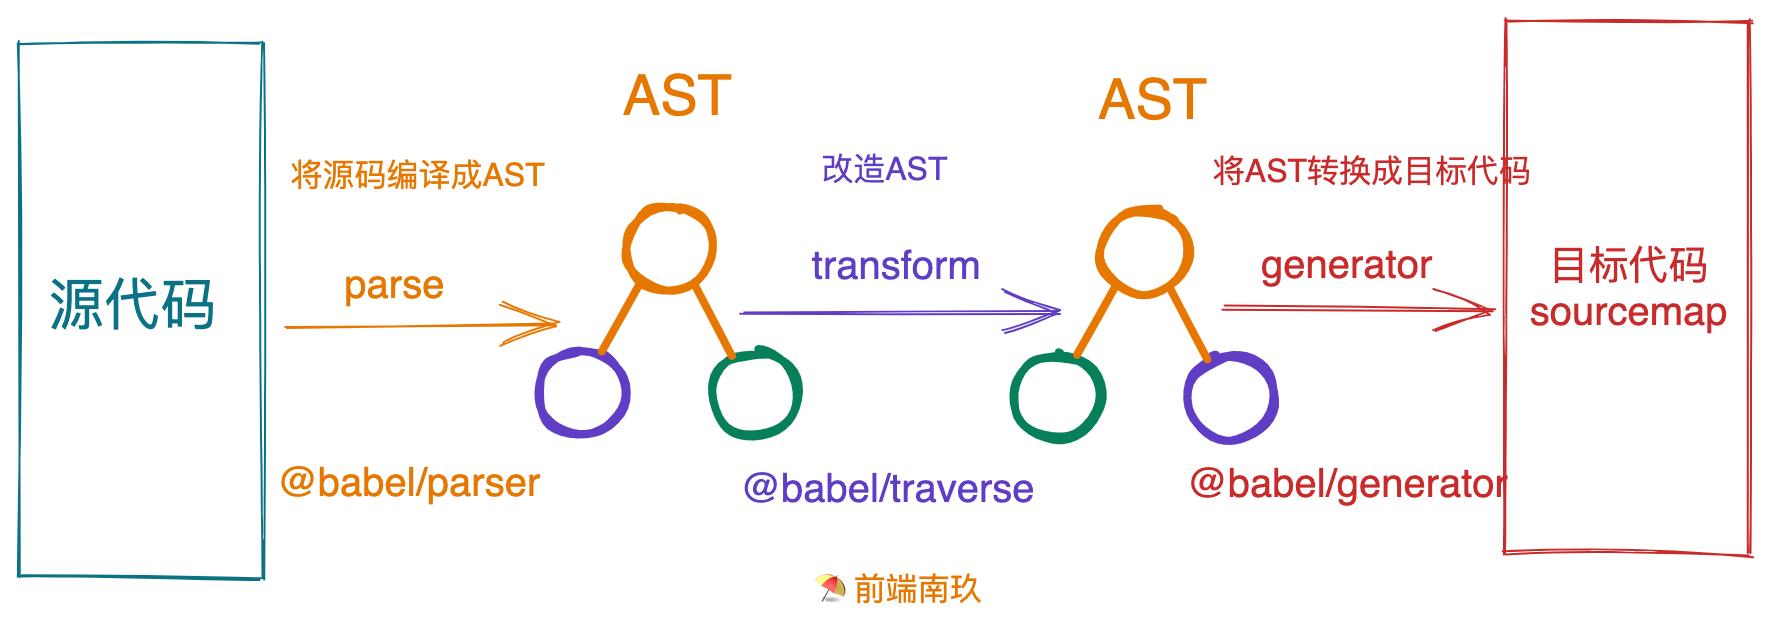 源代码
将源码编译成AST
parse
@babel/parser
AST
改造AST
transform
@babel/traverse
AST
将AST转换成目标代码
generator
@babel/generator
目标代码
sourcemap
前端南玖